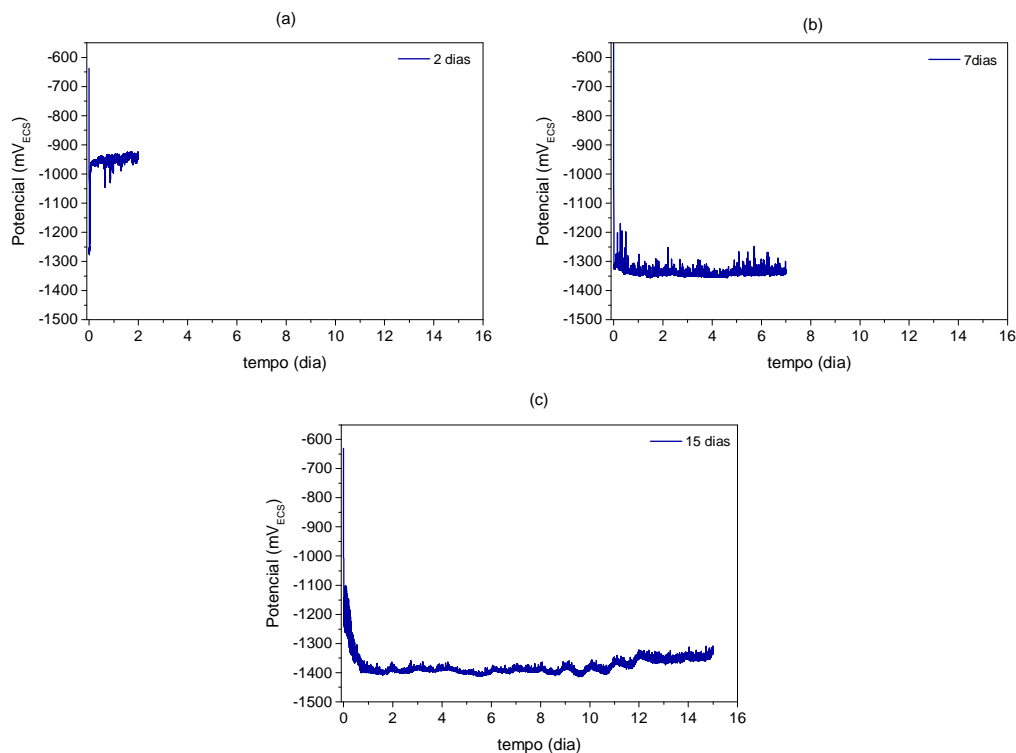 (a)
2 dias
Potencial (mV_ECS)
-600
-700
-800
-900
-1000
-1100
-1200
-1300
-1400
-1500
0 2 4 6 8 10 12 14 16
tempo (dia)
(b)
7dias
Potencial (mV_ECS)
-600
-700
-800
-900
-1000
-1100
-1200
-1300
-1400
-1500
0 2 4 6 8 10 12 14 16
tempo (dia)
(c)
15 dias
Potencial (mV_ECS)
-600
-700
-800
-900
-1000
-1100
-1200
-1300
-1400
-1500
0 2 4 6 8 10 12 14 16
tempo (dia)